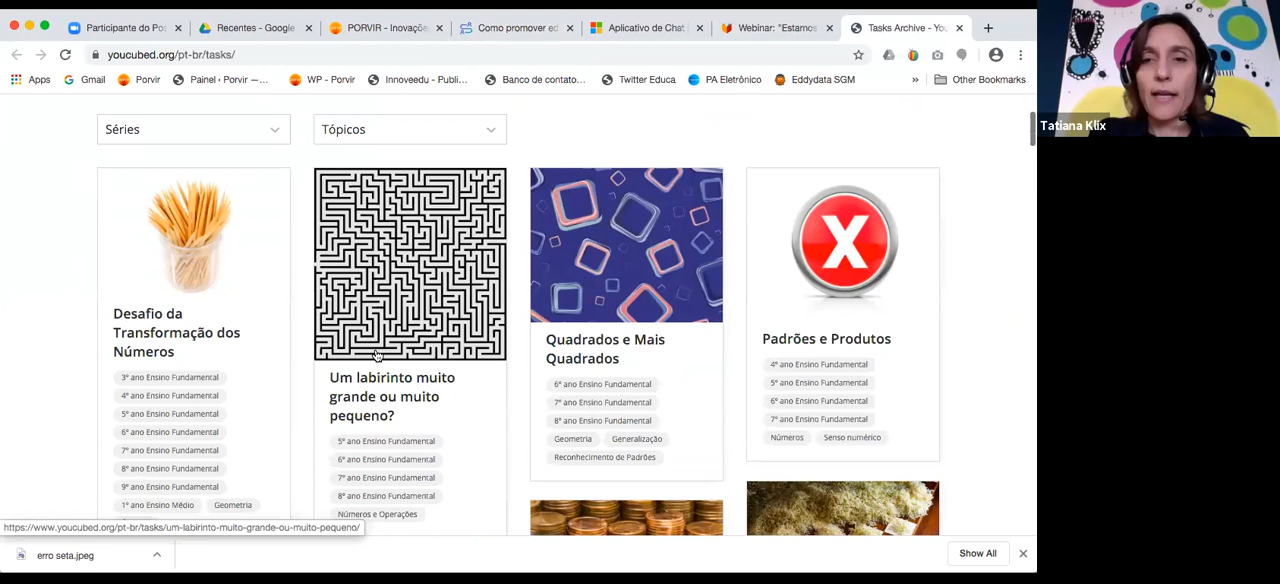 Participante do Po
Recentes - Google
PORVIR - Inovaçõe
Como promover ed
Aplicativo de Chat
Webinar: "Estamos
Tasks Archive - You
youcubed.org/pt-br/tasks/
Apps
Gmail
Porvir
Painel ‹ Porvir —...
WP - Porvir
Innoveedu - Publi...
Banco de contato...
Twitter Educa
PA Eletrônico
Eddydata SGM
»
Other Bookmarks
Tatiana Klix
Séries
Tópicos
Desafio da
Transformação dos
Números
3º ano Ensino Fundamental
4º ano Ensino Fundamental
5º ano Ensino Fundamental
6º ano Ensino Fundamental
7º ano Ensino Fundamental
8º ano Ensino Fundamental
9º ano Ensino Fundamental
1º ano Ensino Médio
Geometria
Um labirinto muito
grande ou muito
pequeno?
5º ano Ensino Fundamental
6º ano Ensino Fundamental
7º ano Ensino Fundamental
8º ano Ensino Fundamental
Números e Operações
Quadrados e Mais
Quadrados
6º ano Ensino Fundamental
7º ano Ensino Fundamental
8º ano Ensino Fundamental
Geometria
Generalização
Reconhecimento de Padrões
X
Padrões e Produtos
4º ano Ensino Fundamental
5º ano Ensino Fundamental
6º ano Ensino Fundamental
7º ano Ensino Fundamental
Números
Senso numérico
https://www.youcubed.org/pt-br/tasks/um-labirinto-muito-grande-ou-muito-pequeno/
erro seta.jpeg
Show All